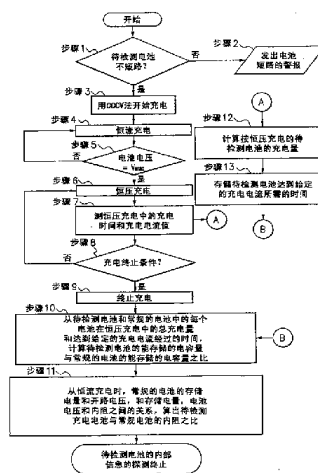 开始
步骤1
待检测电池
不短路?
否
步骤2
发出电池
短路的警报
是
步骤3
用CCCV法开始充电
步骤4
恒流充电
步骤5
电池电压
否
是
步骤6
恒压充电
步骤7
测恒压充电中的充电
时间和充电电流值
A
步骤8
充电终止条件?
否
是
步骤9
终止充电
步骤10
从待检测电池和常规的电池中的每个
电池在恒压充电中的总充电量
和达到给定的充电电流经过的时间,
计算待检测电池的能存储的电容量
与常规的电池的能存储的电容量之比
B
步骤11
从恒流充电时,常规的电池的存储
电量和开路电压,和存储电量,电池
电压和内阻之间的关系,算出待检测
充电电池与常规电池的内阻之比
待检测电池的内部
信息的探测终止
A
步骤12
计算按恒压充电的待
检测电池的充电量
步骤13
存储待检测电池达到给定
的充电电流所需的时间
B